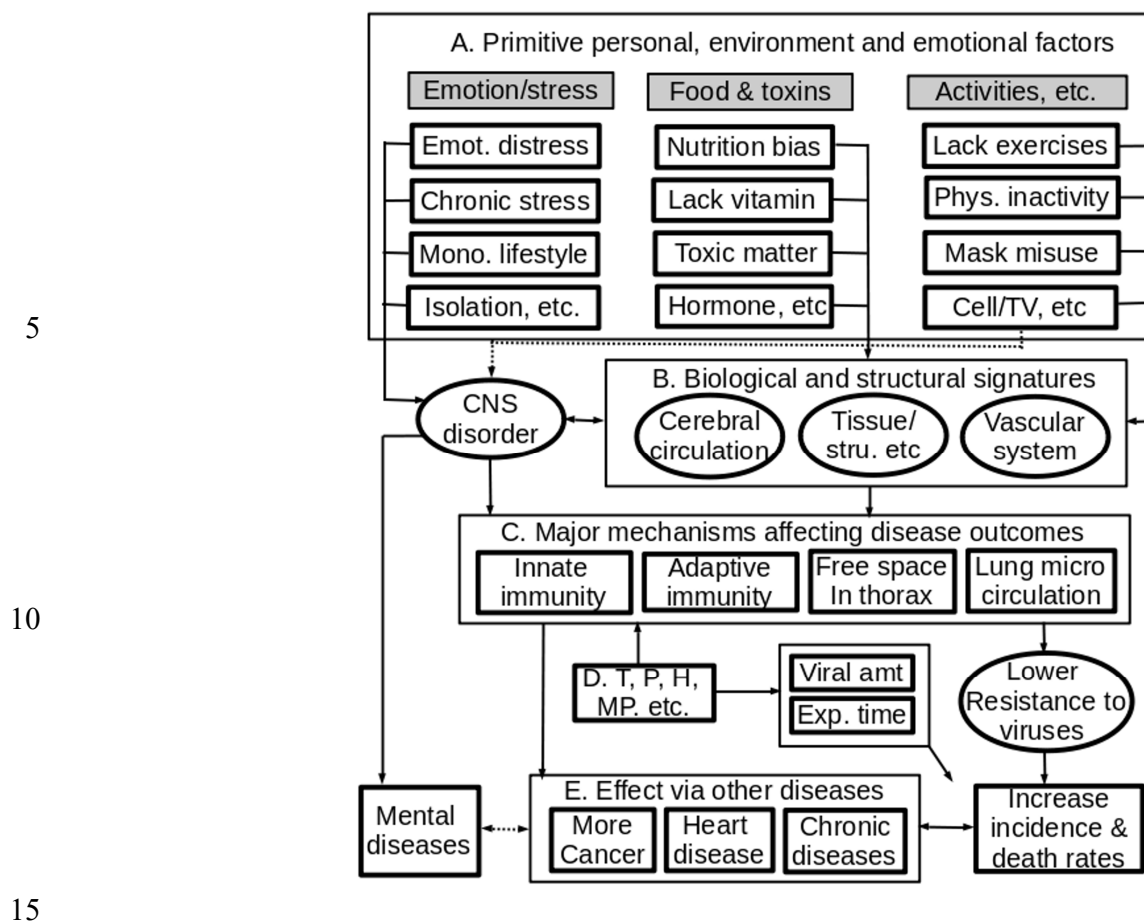 A. Primitive personal, environment and emotional factors
Emotion/stress
Food & toxins
Activities, etc.
Emot. distress
Nutrition bias
Lack exercises
Chronic stress
Lack vitamin
Phys. inactivity
Mono. lifestyle
Toxic matter
Mask misuse
Isolation, etc.
Hormone, etc
Cell/TV, etc
5
B. Biological and structural signatures
CNS
disorder
Cerebral
circulation
Tissue/
stru. etc
Vascular
system
C. Major mechanisms affecting disease outcomes
Innate
immunity
Adaptive
immunity
Free space
In thorax
Lung micro
circulation
10
D. T, P, H,
MP. etc.
Viral amt
Exp. time
Lower
Resistance to
viruses
E. Effect via other diseases
Mental
diseases
More
Cancer
Heart
disease
Chronic
diseases
Increase
incidence &
death rates
15